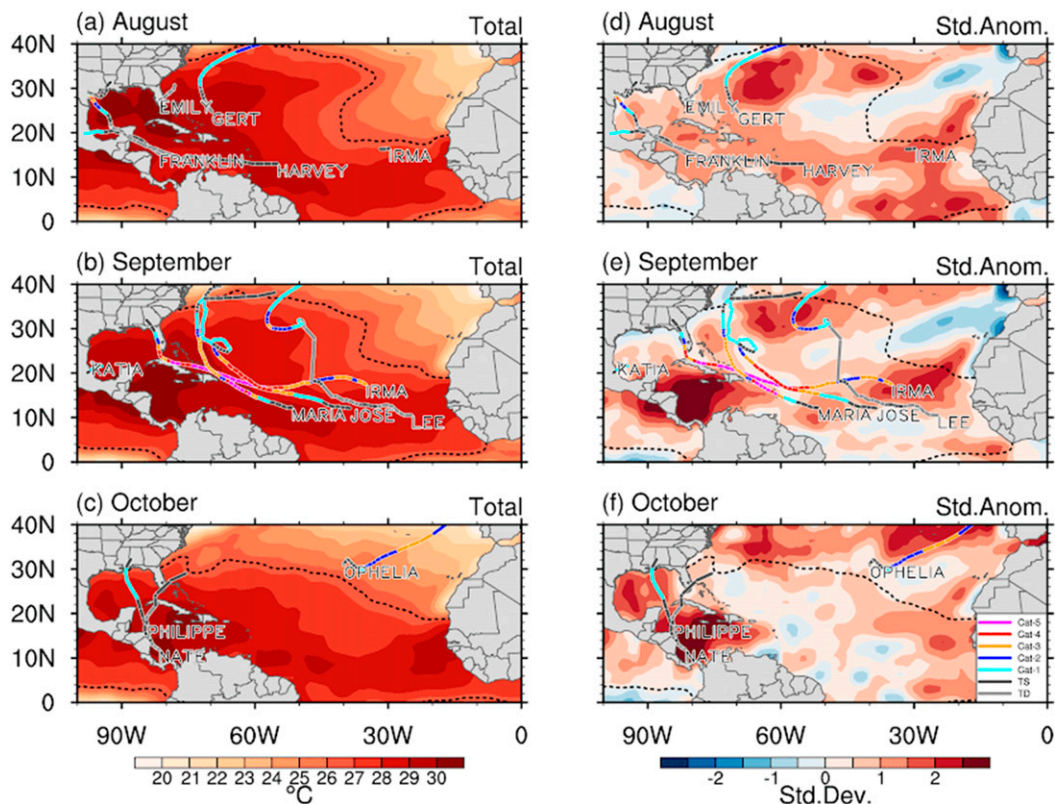 (a) August Total
40N
30N
20N
10N
0
EMILY
GERT
FRANKLIN
HARVEY
IRMA
(d) August Std.Anom.
EMILY
GERT
FRANKLIN
HARVEY
IRMA
(b) September Total
40N
30N
20N
10N
0
KATIA
IRMA
MARIA JOSE
LEE
(e) September Std.Anom.
KATIA
IRMA
MARIA JOSE
LEE
(c) October Total
40N
30N
20N
10N
0
OPHELIA
PHILIPPE
NATE
90W 60W 30W 0
(f) October Std.Anom.
OPHELIA
PHILIPPE
NATE
Cat-5
Cat-4
Cat-3
Cat-2
Cat-1
TS
TD
90W 60W 30W 0
20 21 22 23 24 25 26 27 28 29 30
°C
-2 -1 0 1 2
Std.Dev.